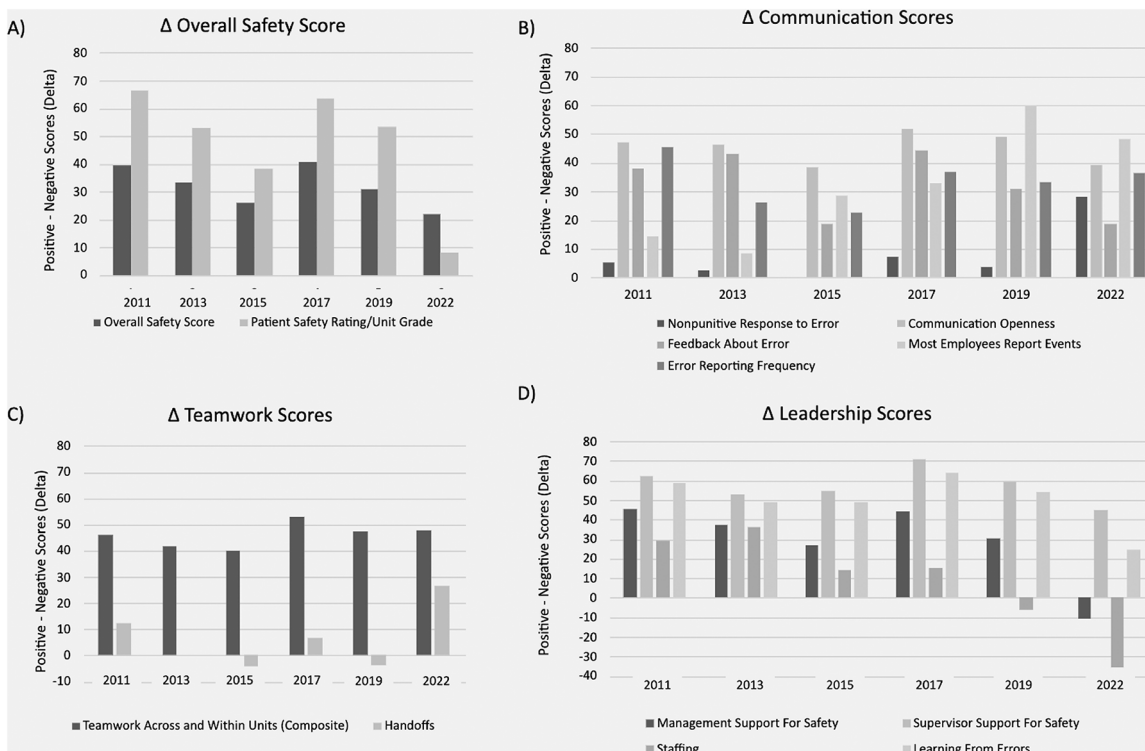 A)
Δ Overall Safety Score
Positive - Negative Scores (Delta)
80
70
60
50
40
30
20
10
0
2011 2013 2015 2017 2019 2022
Overall Safety Score Patient Safety Rating/Unit Grade
B)
Δ Communication Scores
Positive - Negative Scores (Delta)
80
70
60
50
40
30
20
10
0
2011 2013 2015 2017 2019 2022
Nonpunitive Response to Error Communication Openness
Feedback About Error Most Employees Report Events
Error Reporting Frequency
C)
Δ Teamwork Scores
Positive - Negative Scores (Delta)
80
70
60
50
40
30
20
10
0
-10
2011 2013 2015 2017 2019 2022
Teamwork Across and Within Units (Composite) Handoffs
D)
Δ Leadership Scores
Positive - Negative Scores (Delta)
80
70
60
50
40
30
20
10
0
-10
-20
-30
-40
2011 2013 2015 2017 2019 2022
Management Support For Safety Supervisor Support For Safety
Staffing Learning From Errors